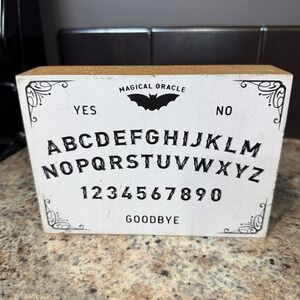 MAGICAL ORACLE
YES NO
ABCDEFGHIJKLM
NOPQRSTUVWXYZ
1234567890
GOODBYE